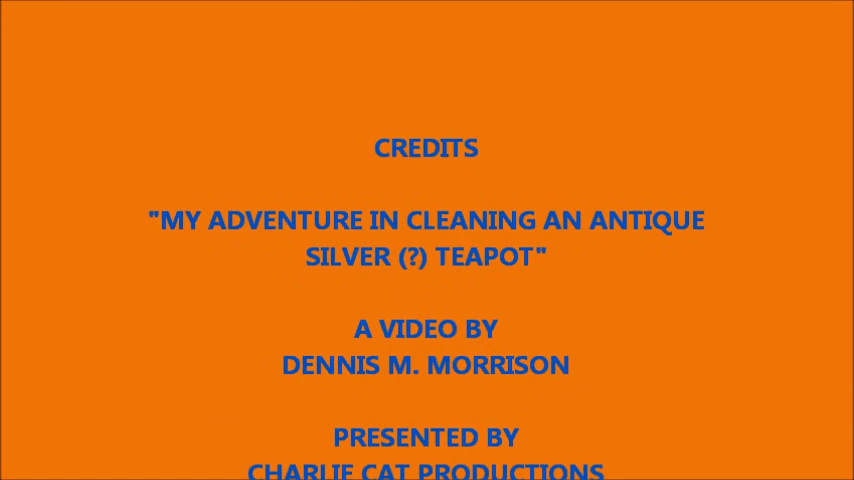 CREDITS
"MY ADVENTURE IN CLEANING AN ANTIQUE
SILVER (?) TEAPOT"
A VIDEO BY
DENNIS M. MORRISON
PRESENTED BY
CHARLIE CAT PRODUCTIONS